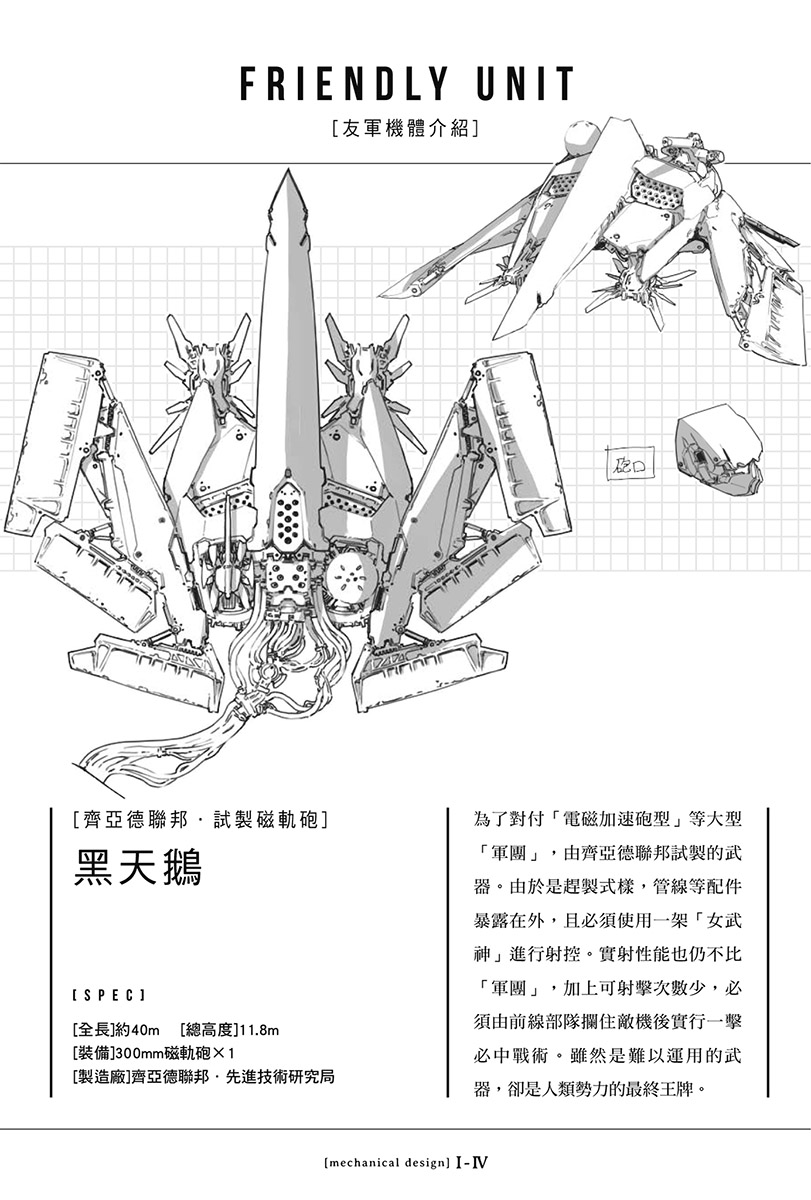 FRIENDLY UNIT
[友軍機體介紹]
砲口
[齊亞德聯邦‧試製磁軌砲]
黑天鵝
[SPEC]
[全長]約40m　[總高度]11.8m
[裝備]300mm磁軌砲×1
[製造廠]齊亞德聯邦‧先進技術研究局
為了對付「電磁加速砲型」等大型
「軍團」，由齊亞德聯邦試製的武
器。由於是趕製式樣，管線等配件
暴露在外，且必須使用一架「女武
神」進行射控。實射性能也仍不比
「軍團」，加上可射擊次數少，必
須由前線部隊攔住敵機後實行一擊
必中戰術。雖然是難以運用的武
器，卻是人類勢力的最終王牌。
[mechanical design] I-IV